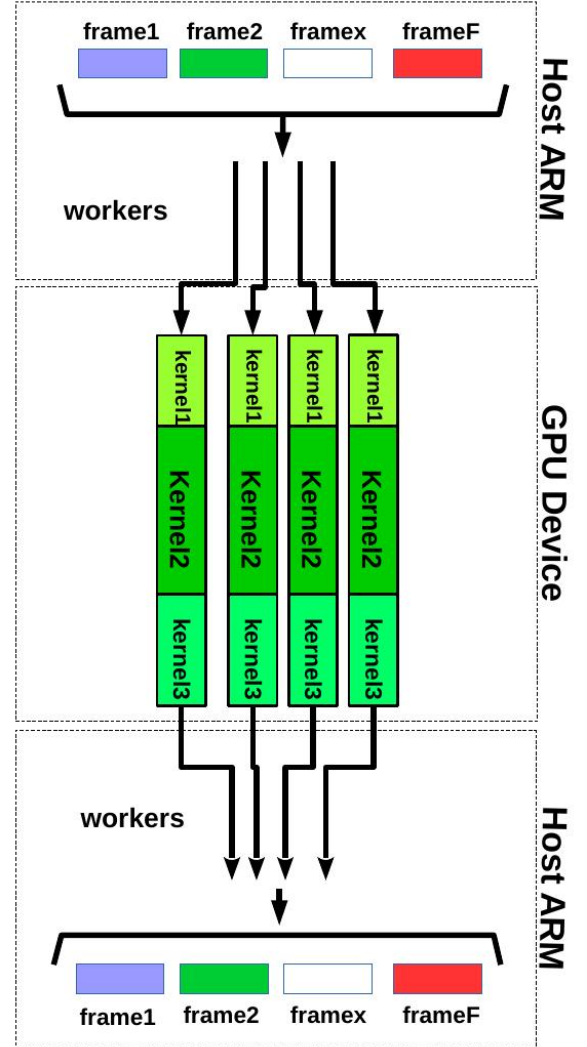 frame1 frame2 framex frameF
Host ARM
workers
kernel1 kernel1 kernel1 kernel1
Kernel2 Kernel2 Kernel2 Kernel2
kernel3 kernel3 kernel3 kernel3
GPU Device
workers
Host ARM
frame1 frame2 framex frameF